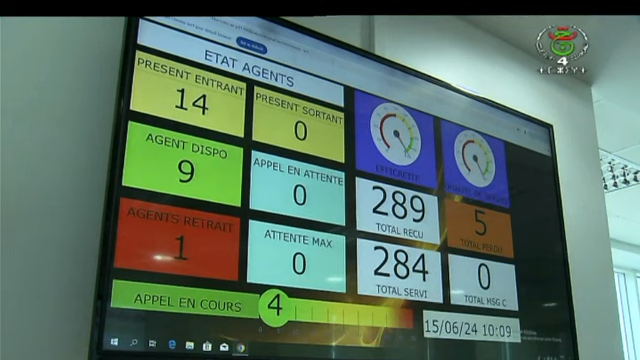 ETAT AGENTS
PRESENT ENTRANT
14
PRESENT SORTANT
0
EFFICACITE
AGENT DISPO
9
APPEL EN ATTENTE
0
289
TOTAL RECU
5
TOTAL PERDU
AGENTS RETRAIT
1
ATTENTE MAX
0
284
TOTAL SERVI
0
TOTAL MSG C
APPEL EN COURS
4
15/06/24 10:09
4